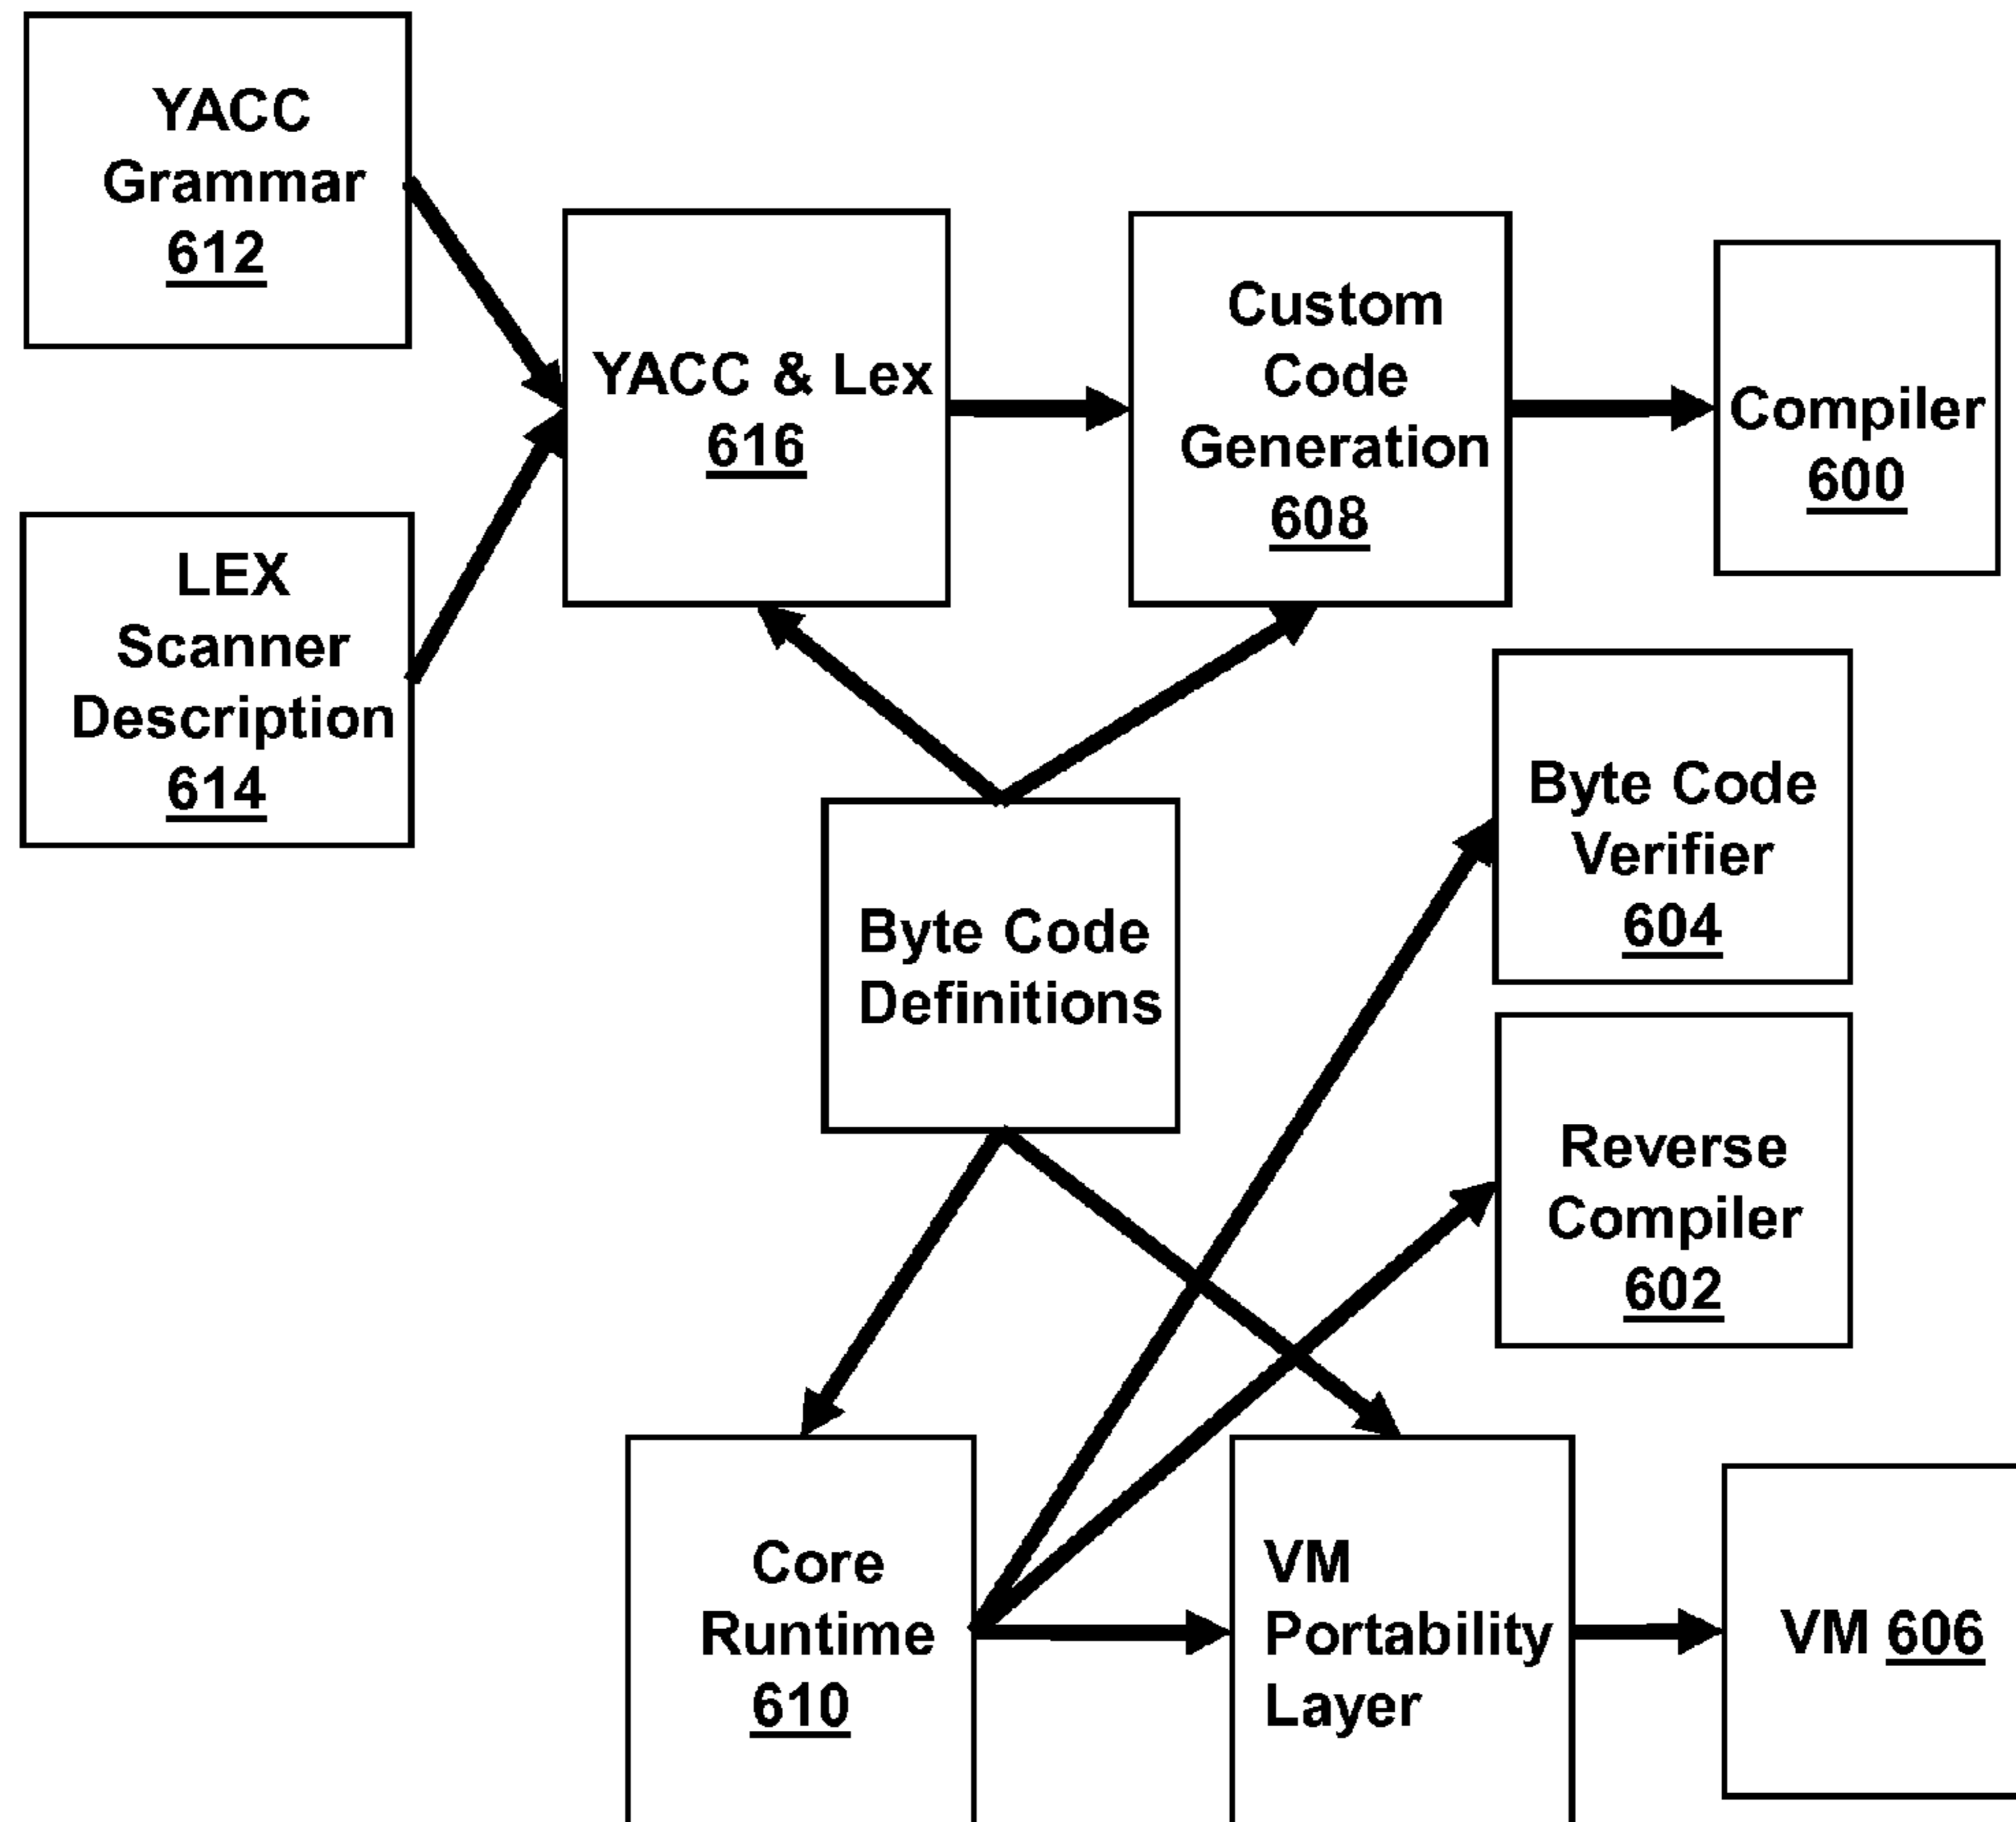 YACC
Grammar
612
LEX
Scanner
Description
614
YACC & Lex
616
Custom
Code
Generation
608
Compiler
600
Byte Code
Definitions
Byte Code
Verifier
604
Reverse
Compiler
602
Core
Runtime
610
VM
Portability
Layer
VM 606